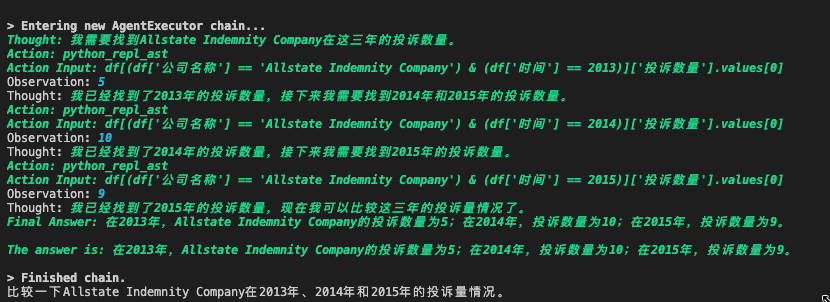 > Entering new AgentExecutor chain...
Thought: 我需要找到Allstate Indemnity Company在这三年的投诉数量。
Action: python_repl_ast
Action Input: df[(df['公司名称'] == 'Allstate Indemnity Company') & (df['时间'] == 2013)]['投诉数量'].values[0]
Observation: 5
Thought: 我已经找到了2013年的投诉数量，接下来我需要找到2014年和2015年的投诉数量。
Action: python_repl_ast
Action Input: df[(df['公司名称'] == 'Allstate Indemnity Company') & (df['时间'] == 2014)]['投诉数量'].values[0]
Observation: 10
Thought: 我已经找到了2014年的投诉数量，接下来我需要找到2015年的投诉数量。
Action: python_repl_ast
Action Input: df[(df['公司名称'] == 'Allstate Indemnity Company') & (df['时间'] == 2015)]['投诉数量'].values[0]
Observation: 9
Thought: 我已经找到了2015年的投诉数量，现在我可以比较这三年的投诉量情况了。
Final Answer: 在2013年，Allstate Indemnity Company的投诉数量为5；在2014年，投诉数量为10；在2015年，投诉数量为9。
The answer is: 在2013年，Allstate Indemnity Company的投诉数量为5；在2014年，投诉数量为10；在2015年，投诉数量为9。
> Finished chain.
比较一下Allstate Indemnity Company在2013年、2014年和2015年的投诉量情况。